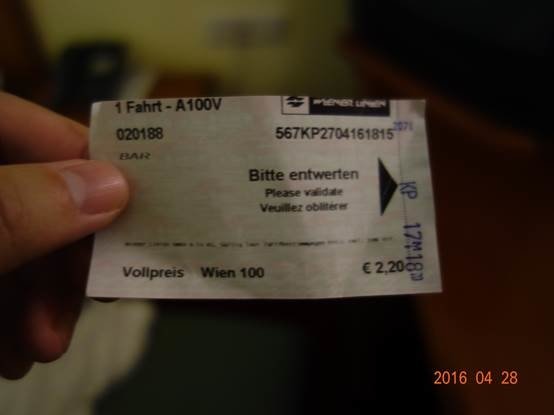 1 Fahrt - A100V
WIENER LINIEN
020188
567KP2704161815
BAR
Bitte entwerten
Please validate
Veuillez oblitérer
Vollpreis Wien 100
€ 2,20
KP
2016 04 28